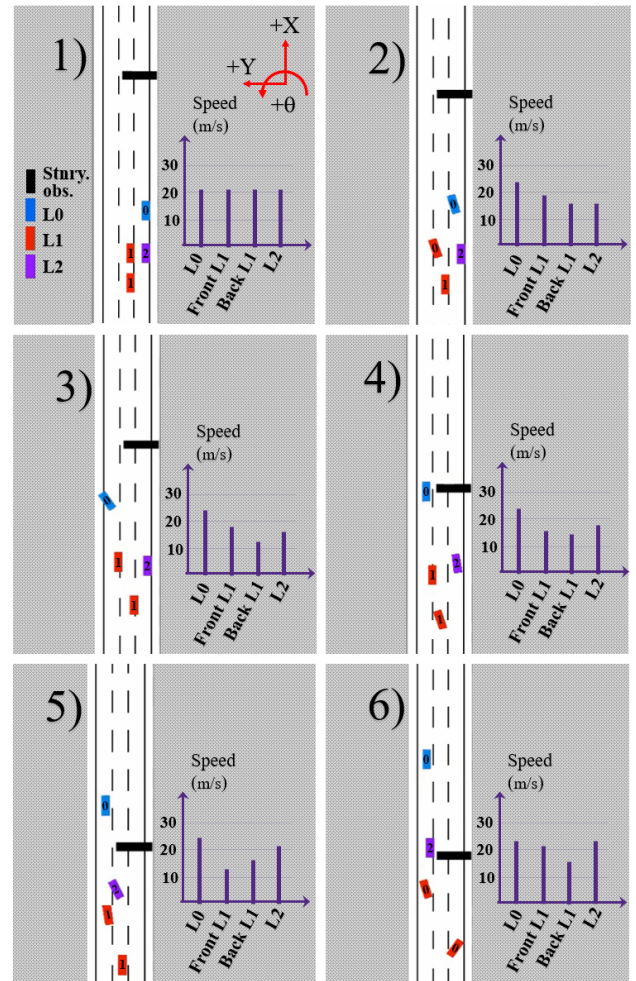 1)
+X
+Y
+θ
Speed
(m/s)
30
20
10
L0
Front L1
Back L1
L2
Stnry.
obs.
L0
L1
L2
0
1
2
1
2)
Speed
(m/s)
30
20
10
L0
Front L1
Back L1
L2
0
0
2
1
3)
Speed
(m/s)
30
20
10
L0
Front L1
Back L1
L2
0
1
2
1
4)
Speed
(m/s)
30
20
10
L0
Front L1
Back L1
L2
0
2
1
1
5)
Speed
(m/s)
30
20
10
L0
Front L1
Back L1
L2
0
2
1
1
6)
Speed
(m/s)
30
20
10
L0
Front L1
Back L1
L2
0
2
0
0